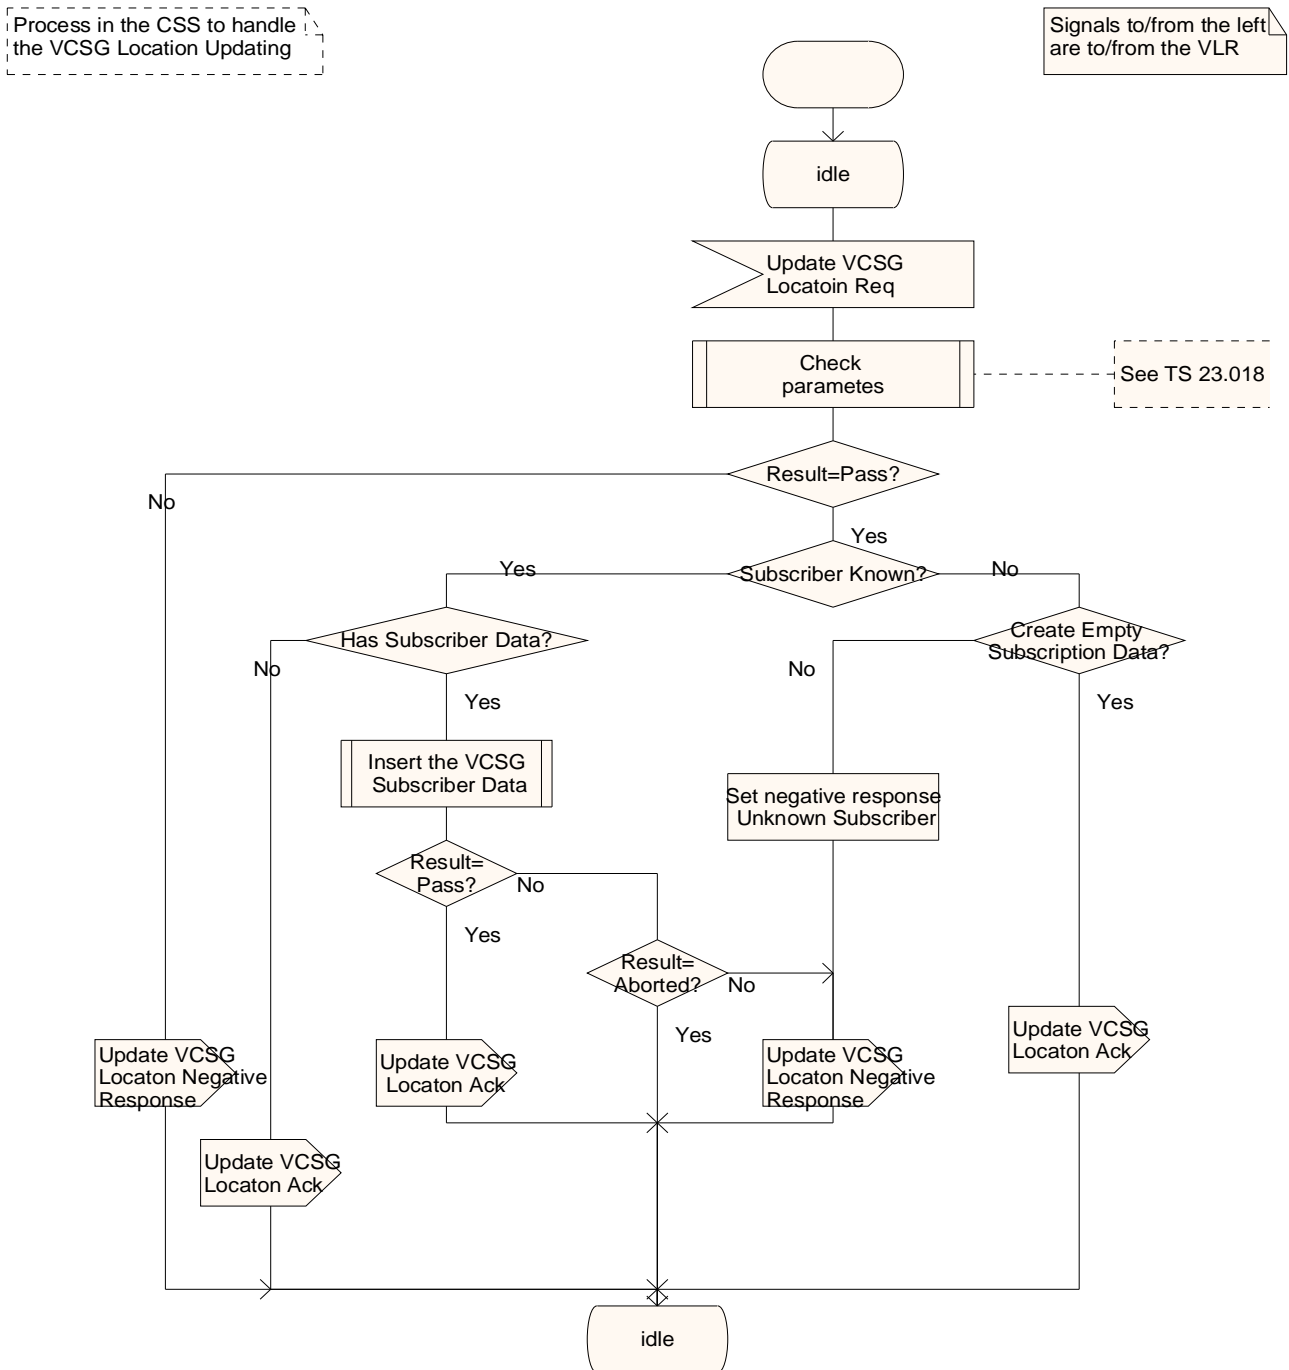 Process in the CSS to handle
the VCSG Location Updating
Signals to/from the left
are to/from the VLR
idle
Update VCSG
Locatoin Req
Check
parametes
See TS 23.018
Result=Pass?
No
Yes
Subscriber Known?
Yes
No
Has Subscriber Data?
Create Empty
Subscription Data?
No
No
Yes
Yes
Insert the VCSG
Subscriber Data
Set negative response
Unknown Subscriber
Result=
Pass?
No
Yes
Result=
Aborted?
No
Yes
Update VCSG
Locaton Ack
Update VCSG
Locaton Negative
Response
Update VCSG
Locaton Ack
Update VCSG
Locaton Negative
Response
Update VCSG
Locaton Ack
idle